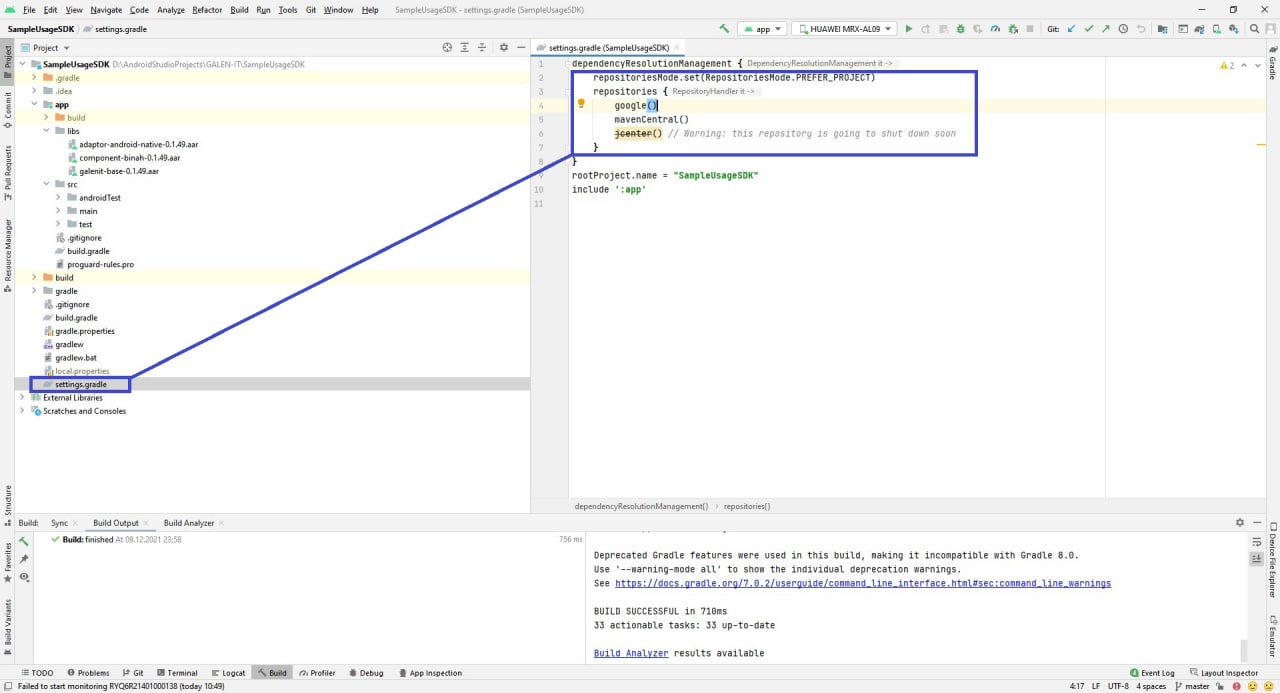 File Edit View Navigate Code Analyze Refactor Build Run Tools Git Window Help SampleUsageSDK - settings.gradle (SampleUsageSDK)
SampleUsageSDK settings.gradle
app HUAWEI MRX-AL09 Git:
Project
settings.gradle (SampleUsageSDK)
SampleUsageSDK D:\AndroidStudioProjects\GALEN-IT\SampleUsageSDK
.gradle
.idea
app
build
libs
adaptor-android-native-0.1.49.aar
component-binah-0.1.49.aar
galenit-base-0.1.49.aar
src
androidTest
main
test
.gitignore
build.gradle
proguard-rules.pro
build
gradle
.gitignore
build.gradle
gradle.properties
gradlew
gradlew.bat
local.properties
settings.gradle
External Libraries
Scratches and Consoles
1 dependencyResolutionManagement { DependencyResolutionManagement it ->
2 repositoriesMode.set(RepositoriesMode.PREFER_PROJECT)
3 repositories { RepositoryHandler it ->
4 google()
5 mavenCentral()
6 jcenter() // Warning: this repository is going to shut down soon
7 }
8 }
9 rootProject.name = "SampleUsageSDK"
10 include ':app'
11
2
dependencyResolutionManagement{} › repositories{}
Project
Commit
Pull Requests
Resource Manager
Structure
Favorites
Build Variants
Gradle
Device File Explorer
Emulator
Build: Sync Build Output Build Analyzer
Build: finished At 09.12.2021 23:58 756 ms
Deprecated Gradle features were used in this build, making it incompatible with Gradle 8.0.
Use '--warning-mode all' to show the individual deprecation warnings.
See https://docs.gradle.org/7.0.2/userguide/command_line_interface.html#sec:command_line_warnings
BUILD SUCCESSFUL in 710ms
33 actionable tasks: 33 up-to-date
Build Analyzer results available
TODO Problems Git Terminal Logcat Build Profiler Debug App Inspection Event Log Layout Inspector
Failed to start monitoring RYQ6R21401000138 (today 10:49) 4:17 LF UTF-8 4 spaces master